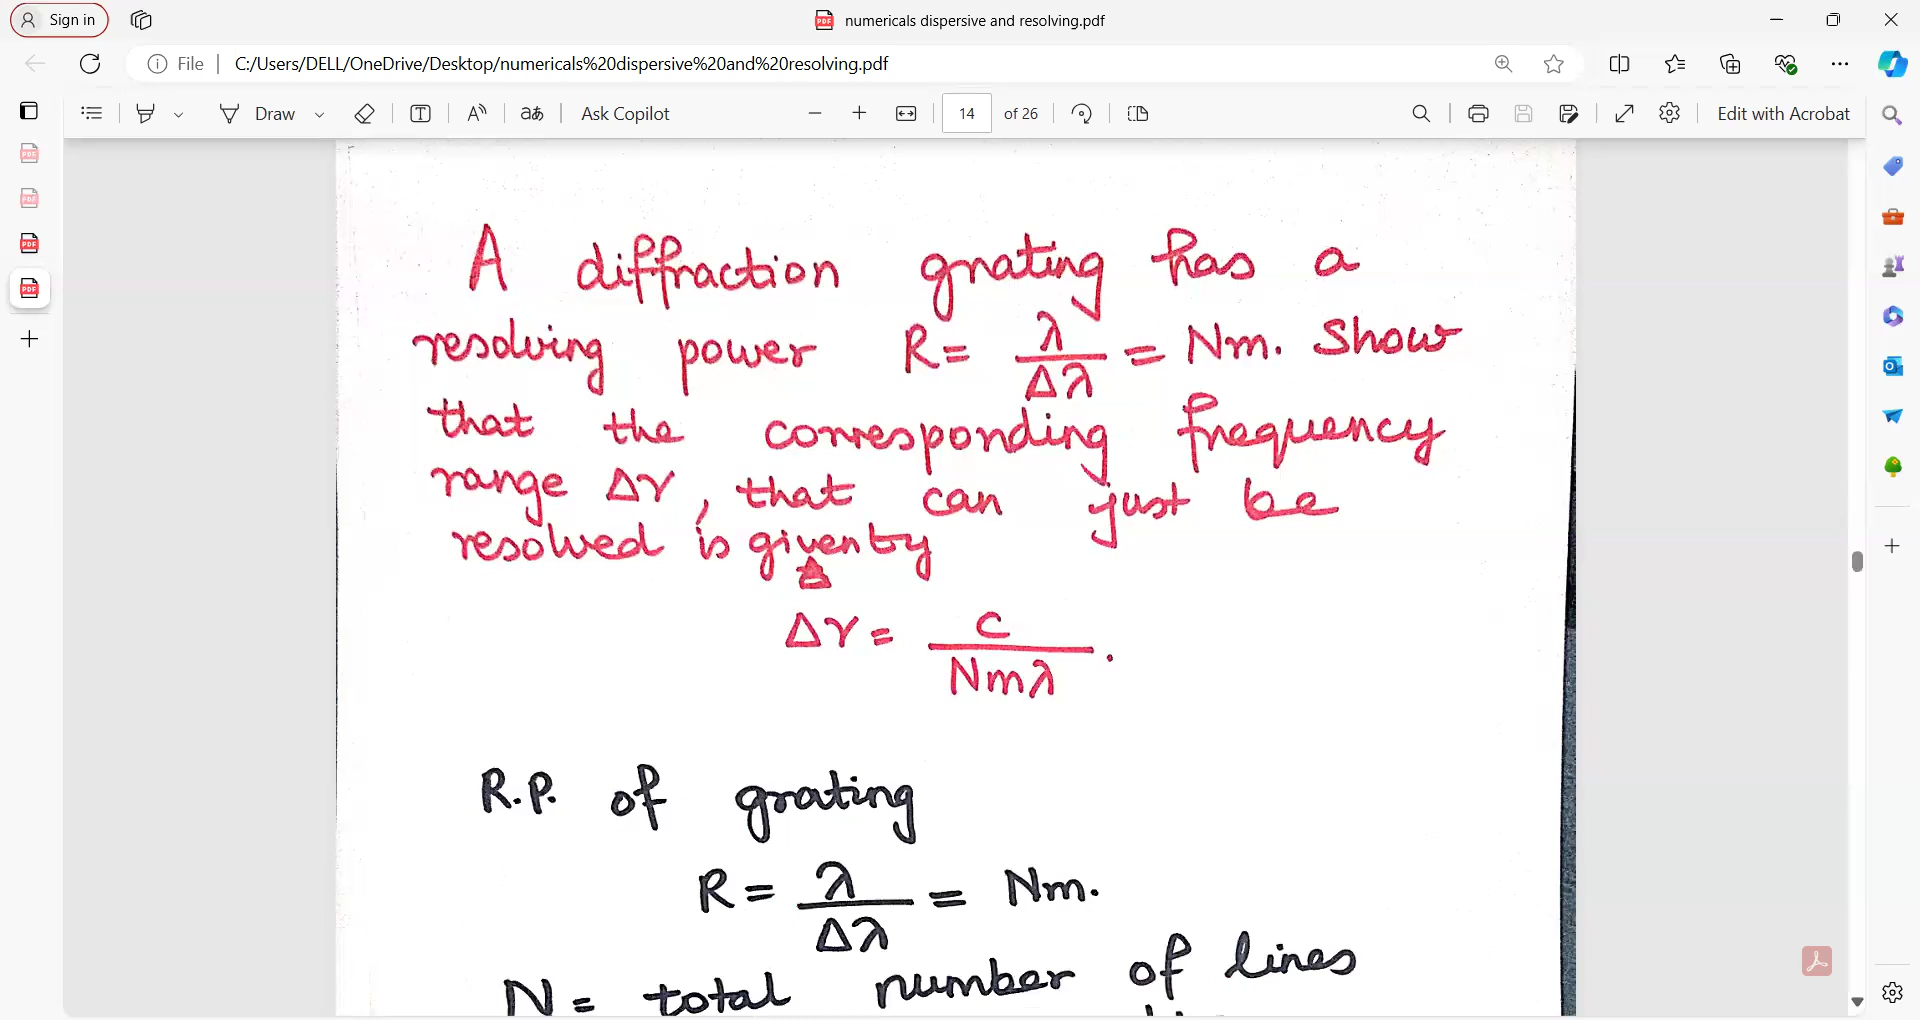 Sign in
numericals dispersive and resolving.pdf
File
C:/Users/DELL/OneDrive/Desktop/numericals%20dispersive%20and%20resolving.pdf
Draw
Ask Copilot
14 of 26
Edit with Acrobat
A diffraction grating has a
resolving power R = λ/Δλ = Nm. Show
that the corresponding frequency
range Δν, that can just be
resolved is given by
Δν = c/Nmλ.
R.P. of grating
R = λ/Δλ = Nm.
N = total number of lines